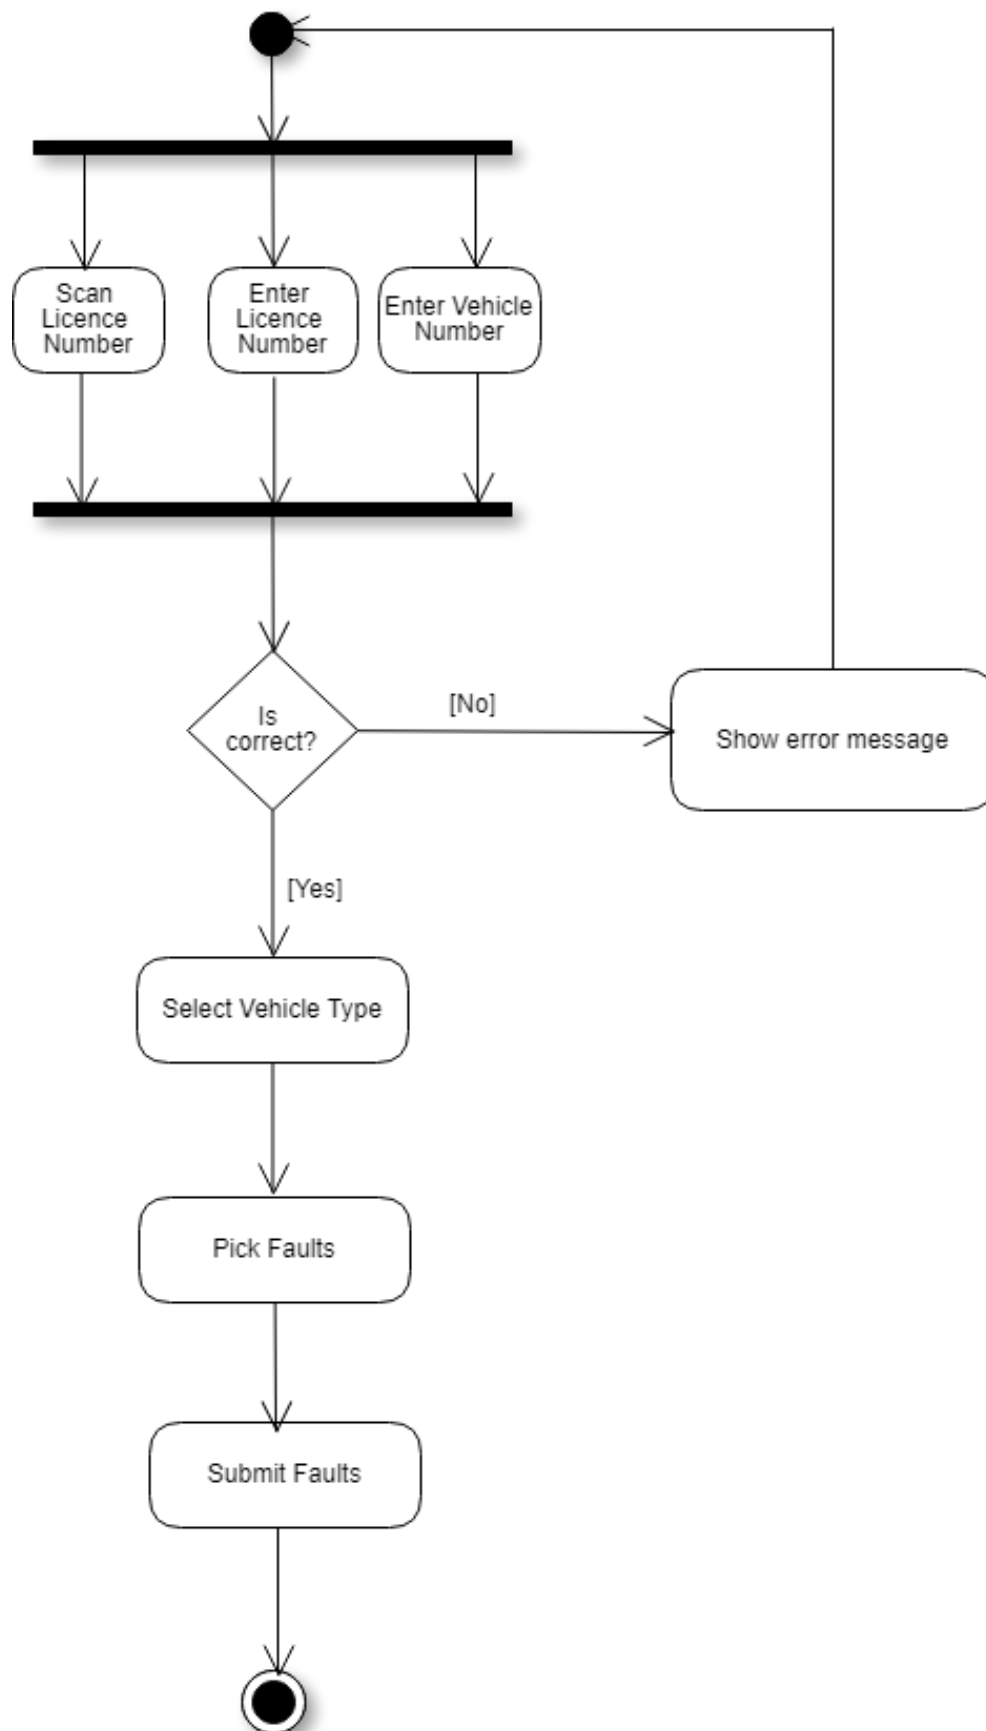 Scan
Licence
Number
Enter
Licence
Number
Enter Vehicle
Number
Is
correct?
[No]
Show error message
[Yes]
Select Vehicle Type
Pick Faults
Submit Faults